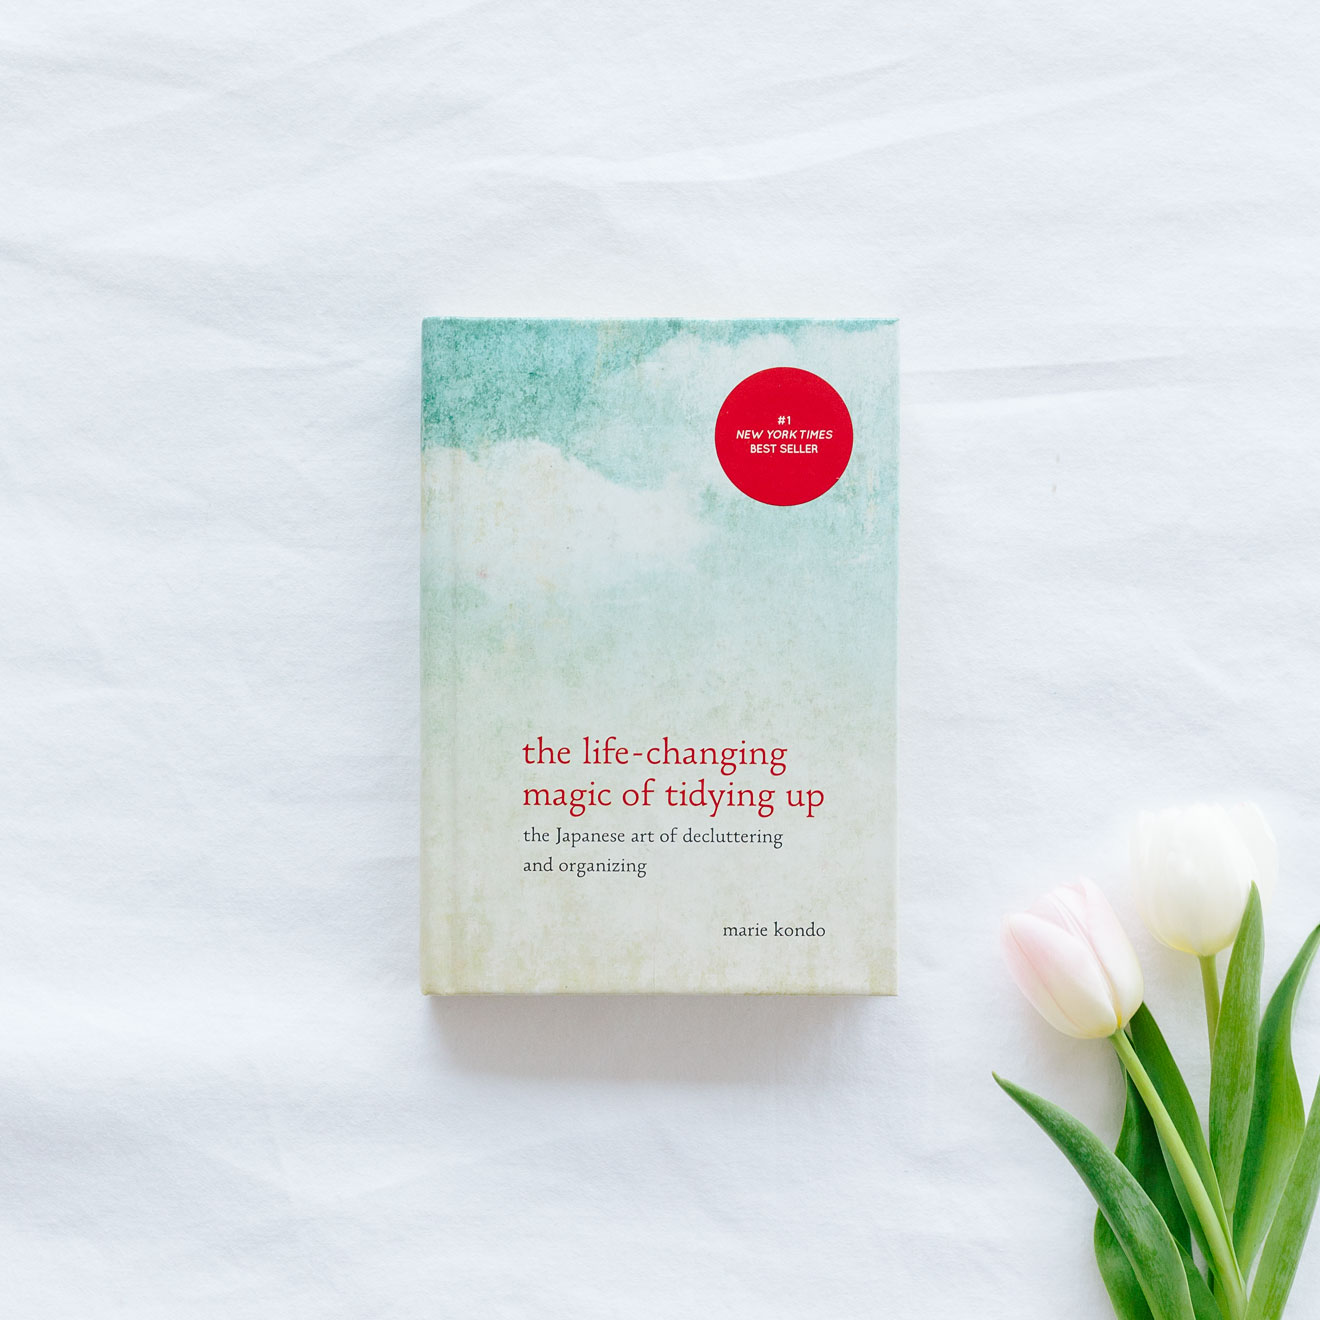 #1
NEW YORK TIMES
BEST SELLER
the life-changing
magic of tidying up
the Japanese art of decluttering
and organizing
marie kondo